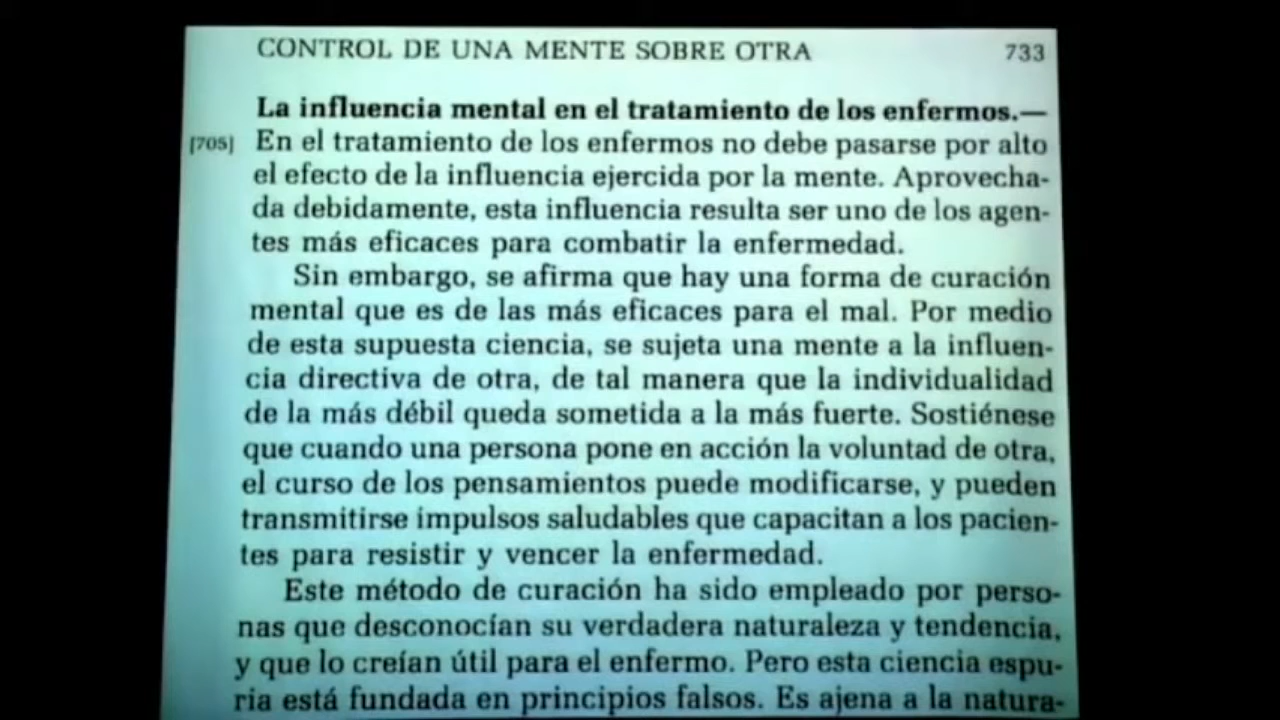 CONTROL DE UNA MENTE SOBRE OTRA 733
La influencia mental en el tratamiento de los enfermos.—
[705] En el tratamiento de los enfermos no debe pasarse por alto
el efecto de la influencia ejercida por la mente. Aprovecha-
da debidamente, esta influencia resulta ser uno de los agen-
tes más eficaces para combatir la enfermedad.
Sin embargo, se afirma que hay una forma de curación
mental que es de las más eficaces para el mal. Por medio
de esta supuesta ciencia, se sujeta una mente a la influen-
cia directiva de otra, de tal manera que la individualidad
de la más débil queda sometida a la más fuerte. Sostiénese
que cuando una persona pone en acción la voluntad de otra,
el curso de los pensamientos puede modificarse, y pueden
transmitirse impulsos saludables que capacitan a los pacien-
tes para resistir y vencer la enfermedad.
Este método de curación ha sido empleado por perso-
nas que desconocían su verdadera naturaleza y tendencia,
y que lo creían útil para el enfermo. Pero esta ciencia espu-
ria está fundada en principios falsos. Es ajena a la natura-